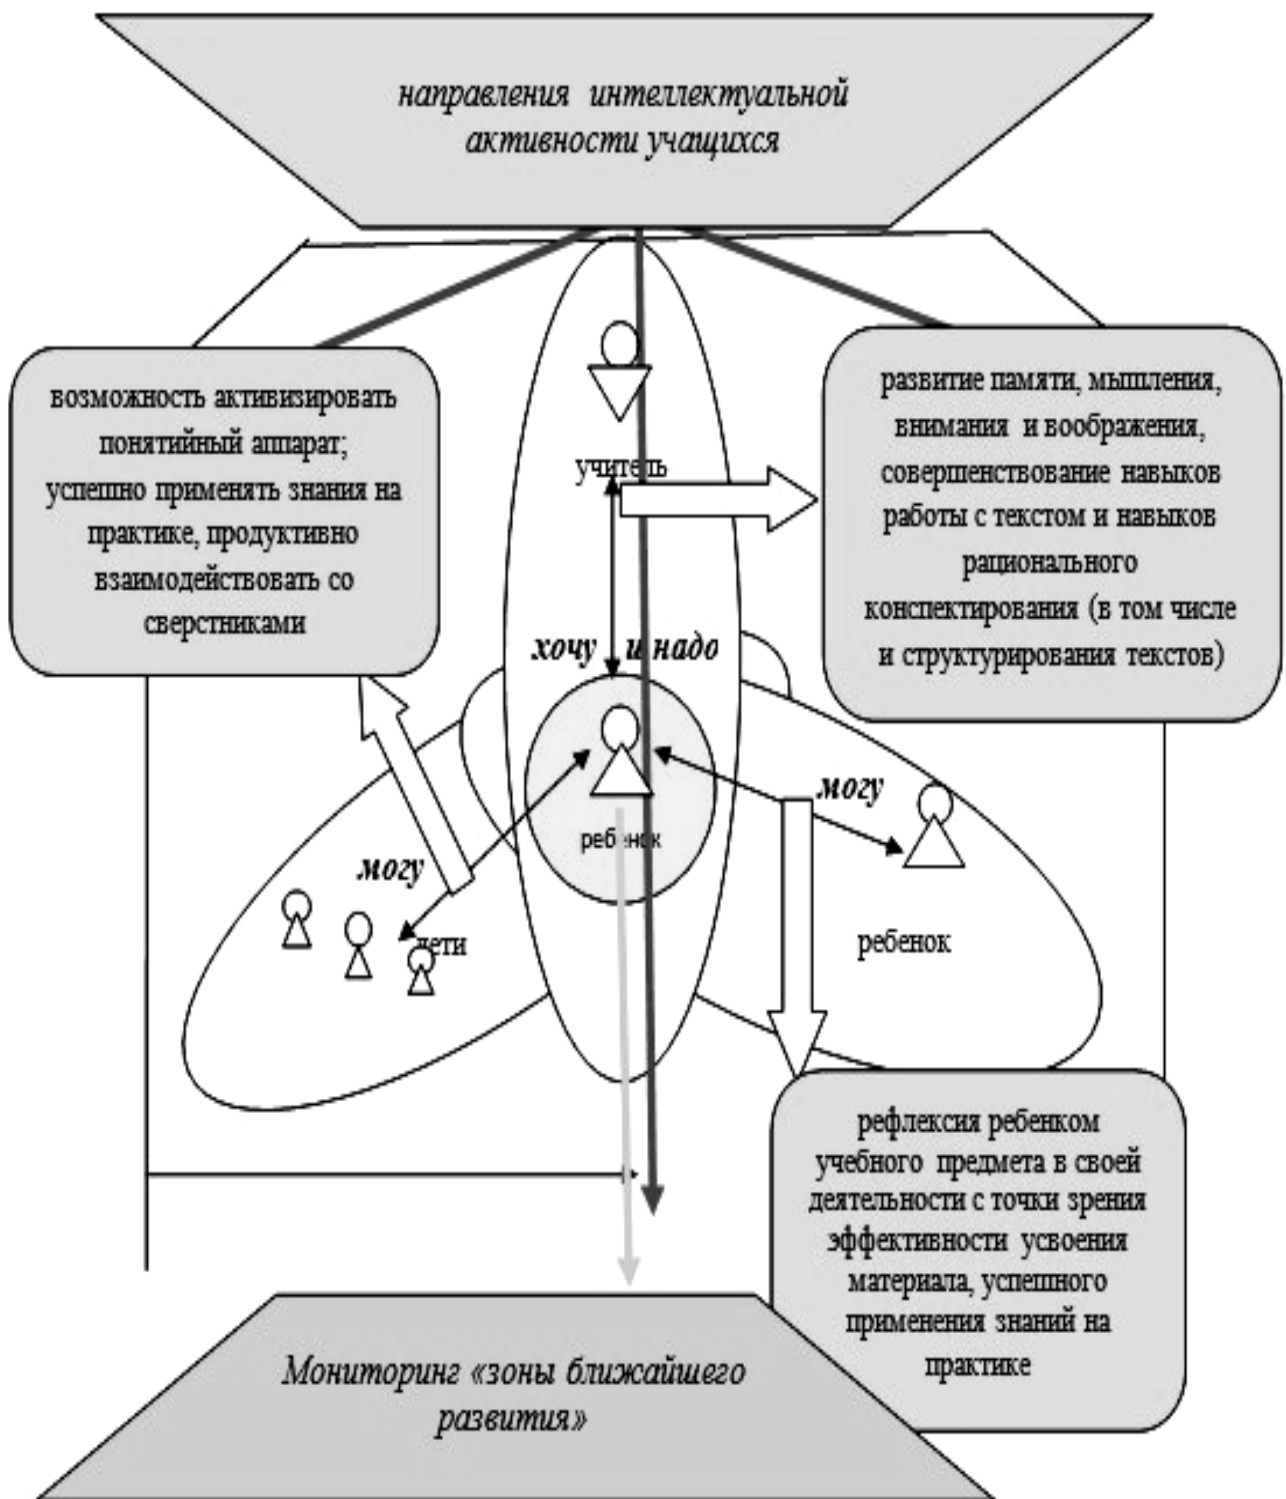 направления интеллектуальной
активности учащихся
возможность активизировать
понятийный аппарат;
успешно применять знания на
практике, продуктивно
взаимодействовать со
сверстниками
учитель
развитие памяти, мышления,
внимания и воображения,
совершенствование навыков
работы с текстом и навыков
рационального
конспектирования (в том числе
и структурирования текстов)
хочу и надо
могу
ребенок
могу
дети
ребенок
рефлексия ребенком
учебного предмета в своей
деятельности с точки зрения
эффективности усвоения
материала, успешного
применения знаний на
практике
Мониторинг «зоны ближайшего
развития»